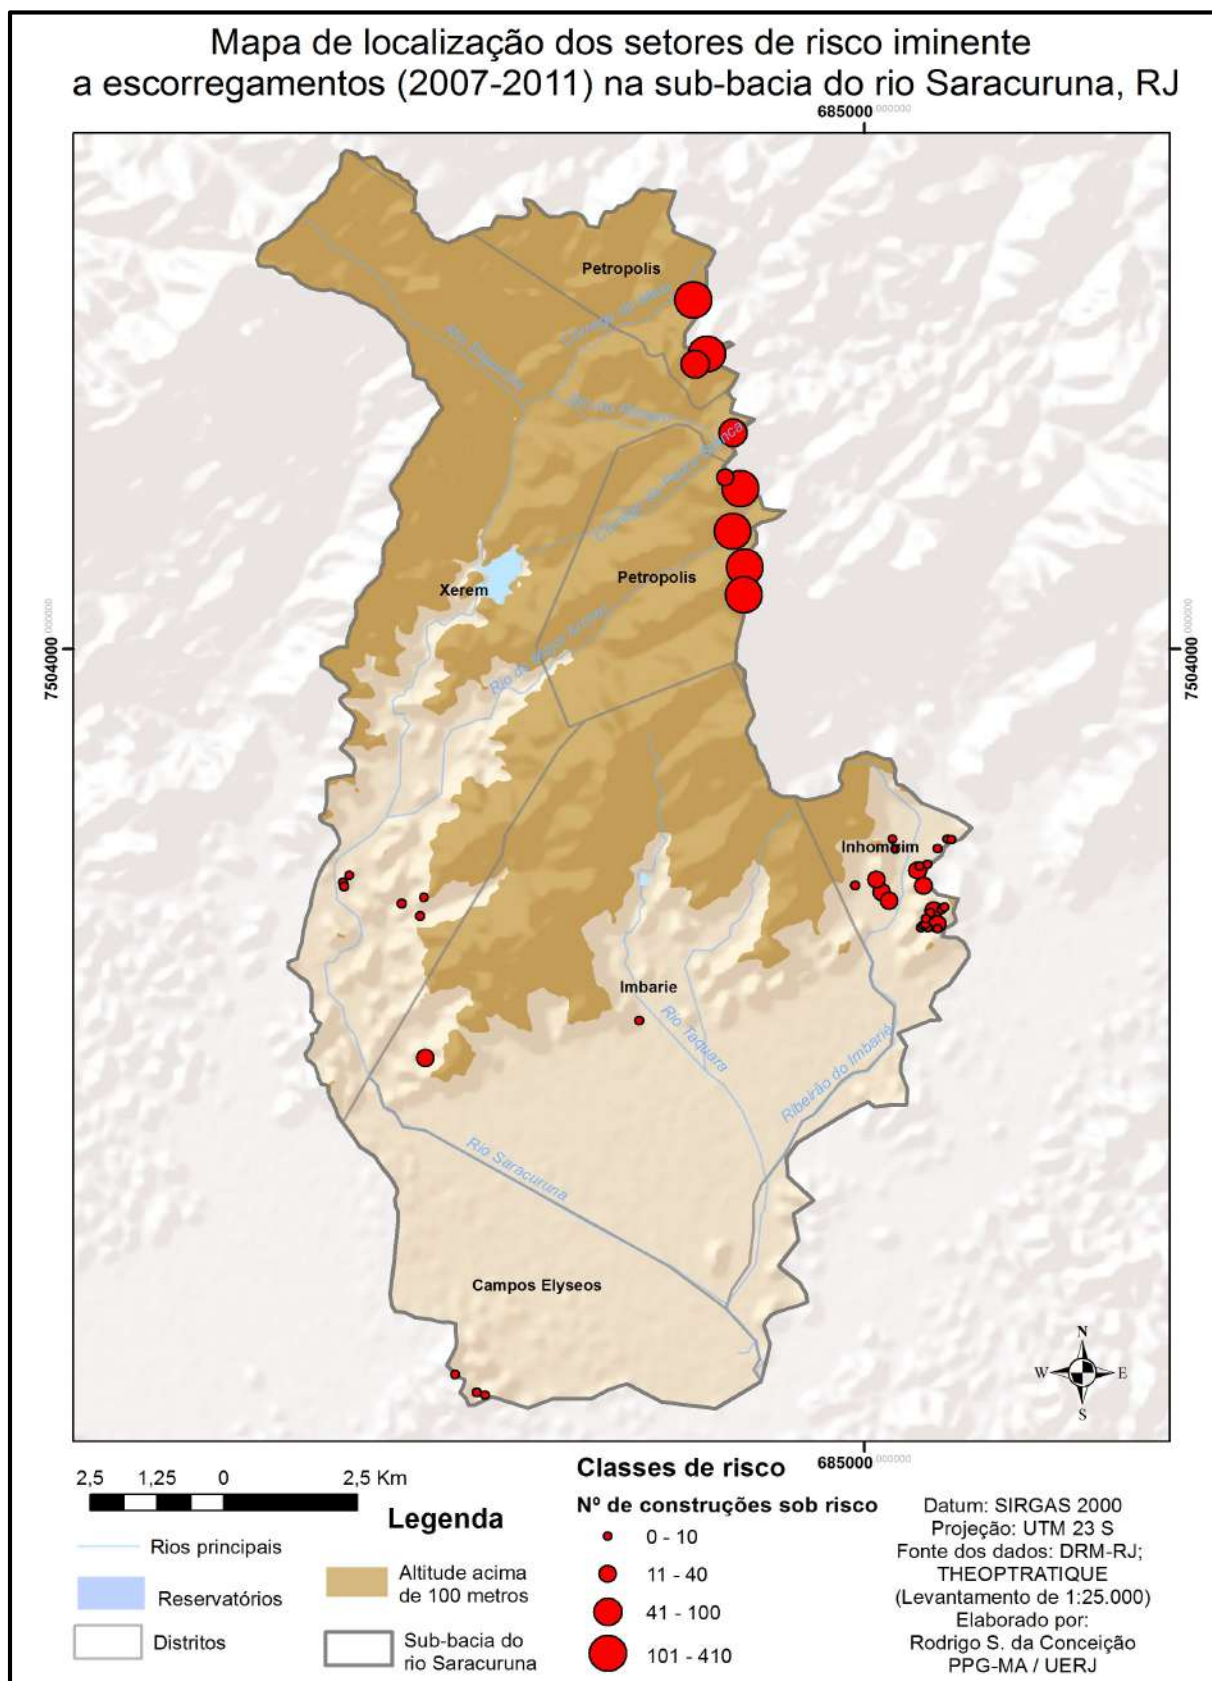 Mapa de localização dos setores de risco iminente
a escorregamentos (2007-2011) na sub-bacia do rio Saracuruna, RJ
685000,000000
Petropolis
7504000,000000
7504000,000000
Xerem
Petropolis
Inhomirim
Imbarie
Rio Taquara
Ribeirão do Imbariê
Rio Saracuruna
Campos Elyseos
N
W
E
S
685000,000000
2,5 1,25 0 2,5 Km
Legenda
Rios principais
Reservatórios
Distritos
Altitude acima
de 100 metros
Sub-bacia do
rio Saracuruna
Classes de risco
Nº de construções sob risco
0 - 10
11 - 40
41 - 100
101 - 410
Datum: SIRGAS 2000
Projeção: UTM 23 S
Fonte dos dados: DRM-RJ;
THEOPTRATIQUE
(Levantamento de 1:25.000)
Elaborado por:
Rodrigo S. da Conceição
PPG-MA / UERJ